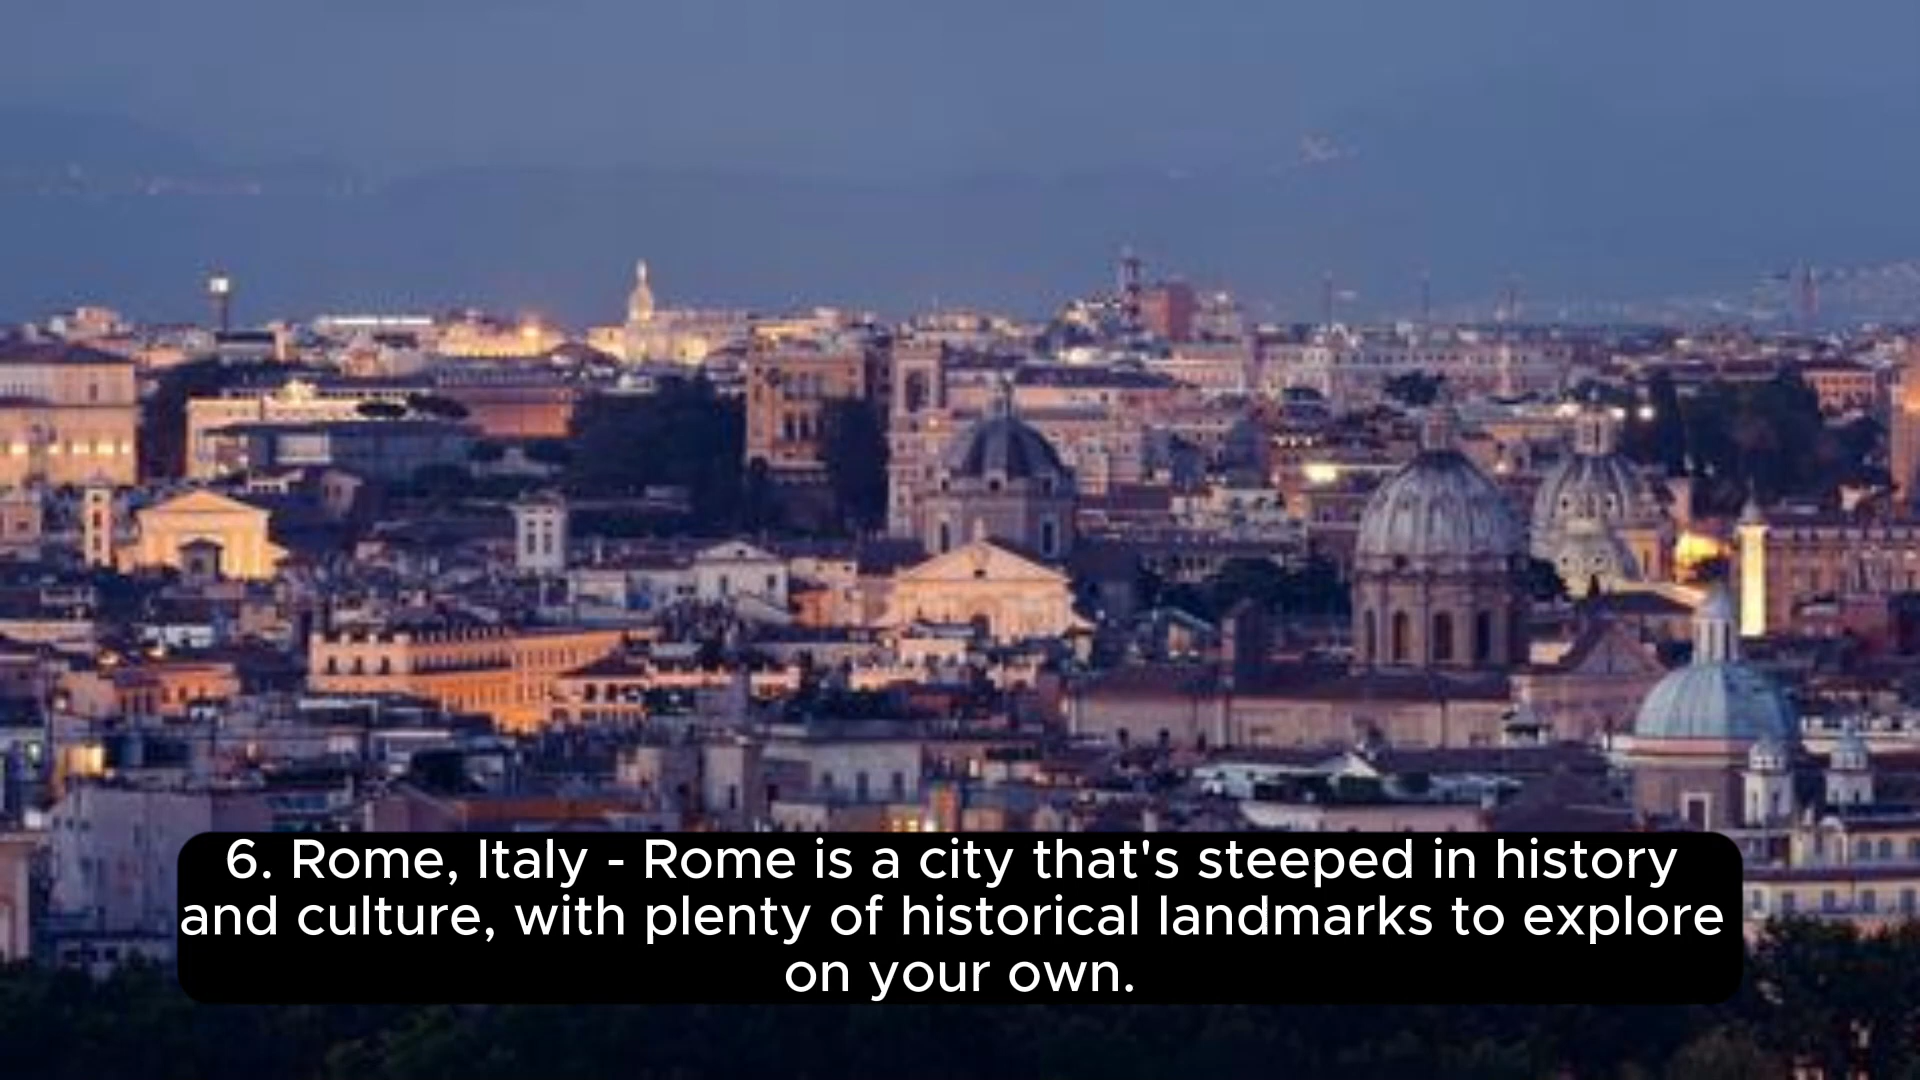 6. Rome, Italy - Rome is a city that's steeped in history
and culture, with plenty of historical landmarks to explore
on your own.